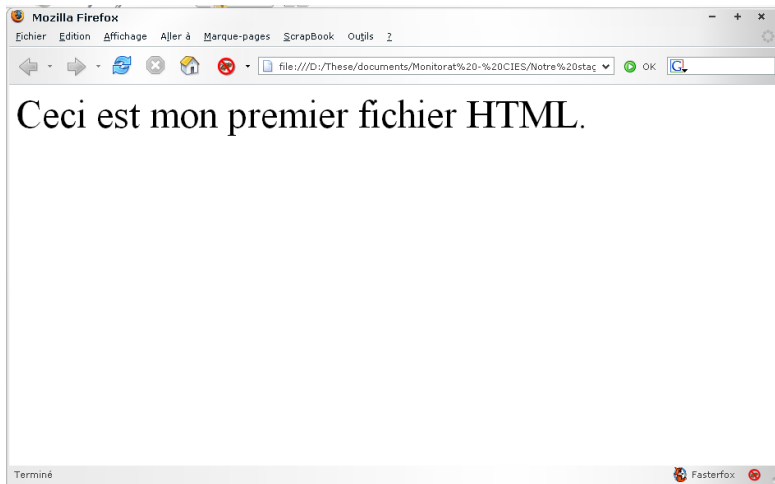 Mozilla Firefox
Fichier Edition Affichage Aller à Marque-pages ScrapBook Outils ?
file:///D:/These/documents/Monitorat%20-%20CIES/Notre%20stag OK G
Ceci est mon premier fichier HTML.
Terminé Fasterfox